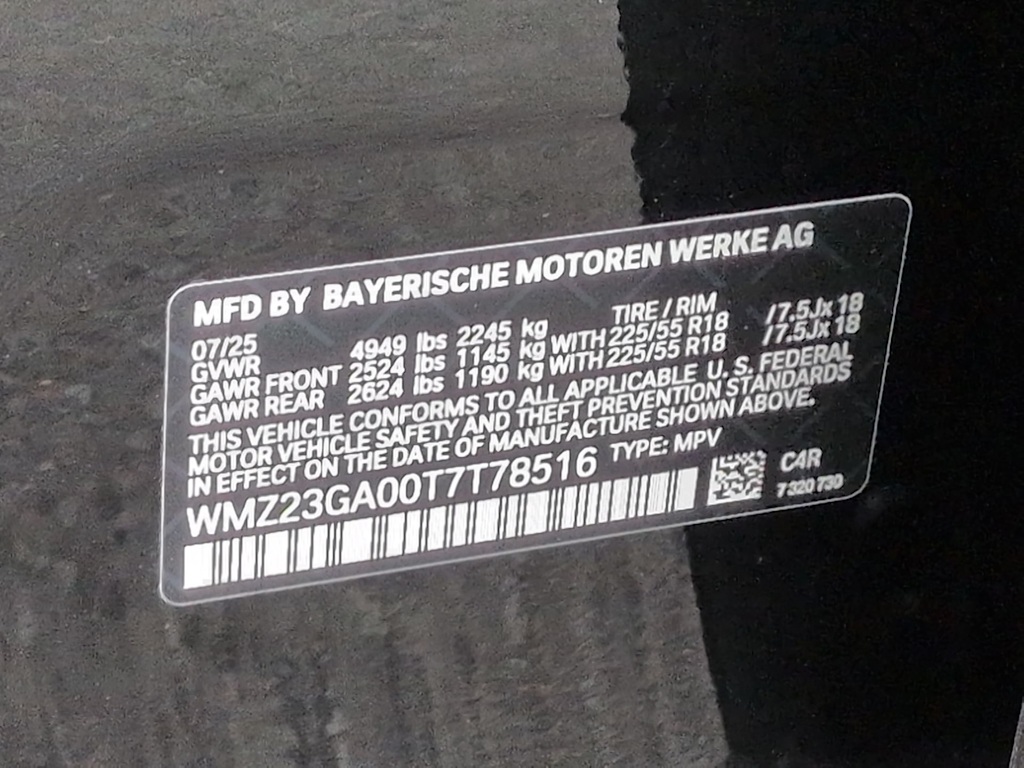 MFD BY BAYERISCHE MOTOREN WERKE AG
07/25 TIRE / RIM
GVWR 4949 lbs 2245 kg
GAWR FRONT 2524 lbs 1145 kg WITH 225/55 R18 /7.5Jx 18
GAWR REAR 2624 lbs 1190 kg WITH 225/55 R18 /7.5Jx 18
THIS VEHICLE CONFORMS TO ALL APPLICABLE U. S. FEDERAL
MOTOR VEHICLE SAFETY AND THEFT PREVENTION STANDARDS
IN EFFECT ON THE DATE OF MANUFACTURE SHOWN ABOVE.
WMZ23GA00T7T78516 TYPE: MPV
C4R
7 320 730